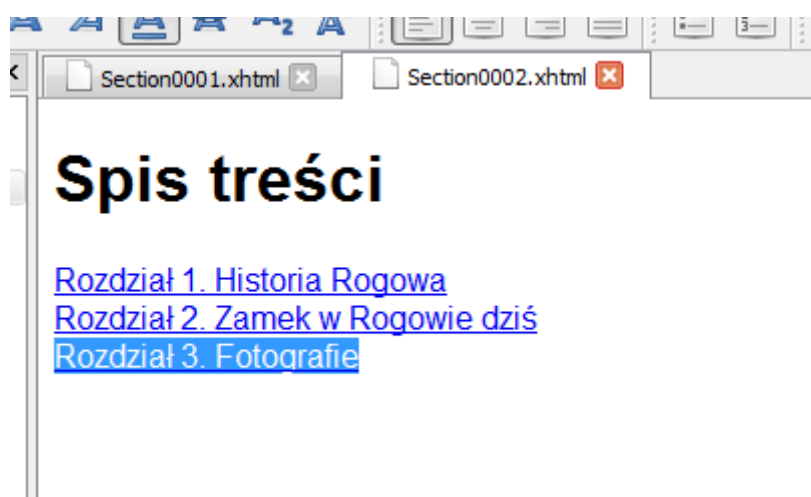 Section0001.xhtml
Section0002.xhtml
Spis treści
Rozdział 1. Historia Rogowa
Rozdział 2. Zamek w Rogowie dziś
Rozdział 3. Fotografie